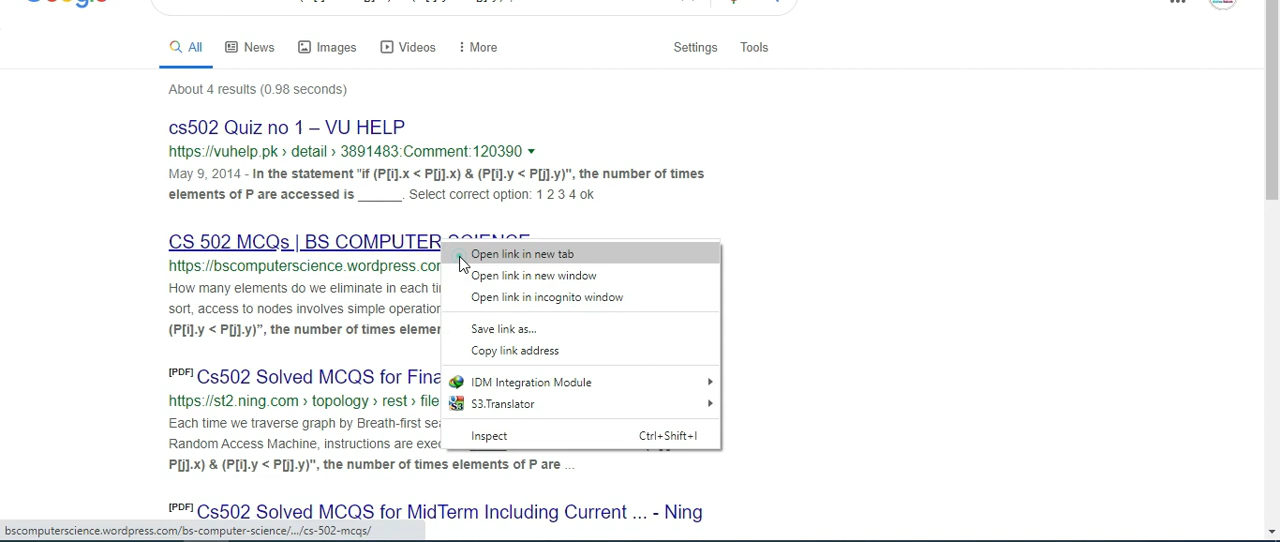 All News Images Videos More Settings Tools
About 4 results (0.98 seconds)
cs502 Quiz no 1 – VU HELP
https://vuhelp.pk › detail › 3891483:Comment:120390
May 9, 2014 - In the statement "if (P[i].x < P[j].x) & (P[i].y < P[j].y)", the number of times
elements of P are accessed is ______. Select correct option: 1 2 3 4 ok
CS 502 MCQs | BS COMPUTER SCIENCE
https://bscomputerscience.wordpress.com
How many elements do we eliminate in each
sort, access to nodes involves simple
(P[i].y < P[j].y)", the number of times
Open link in new tab
Open link in new window
Open link in incognito window
Save link as...
Copy link address
IDM Integration Module
S3.Translator
Inspect Ctrl+Shift+I
[PDF] Cs502 Solved MCQS for
https://st2.ning.com › topology › rest › file
Each time we traverse graph by Breath-first
Random Access Machine, instructions are
P[j].x) & (P[i].y < P[j].y)", the number of times elements of P are ...
[PDF] Cs502 Solved MCQS for MidTerm Including Current ... - Ning
bscomputerscience.wordpress.com/bs-computer-science/.../cs-502-mcqs/